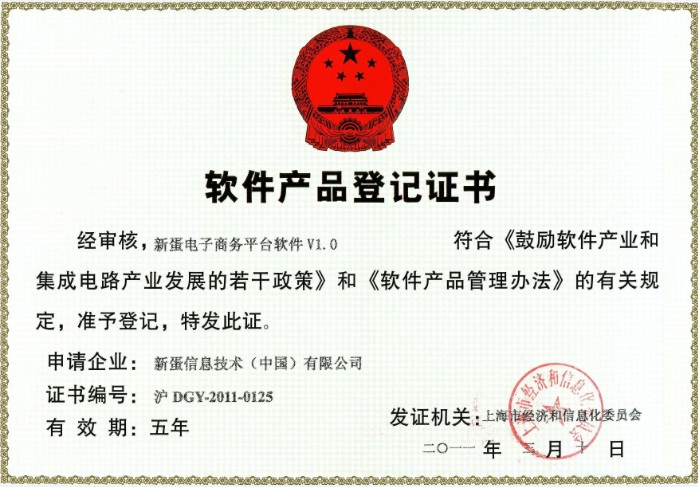 软件产品登记证书
经审核，新蛋电子商务平台软件 V1.0 符合《鼓励软件产业和
集成电路产业发展的若干政策》和《软件产品管理办法》的有关规
定，准予登记，特发此证。
申请企业：新蛋信息技术（中国）有限公司
证书编号：沪 DGY-2011-0125
有 效 期：五年
发证机关：上海市经济和信息化委员会
二〇一一 年 三 月 十 日
上海市经济和信息化委员会